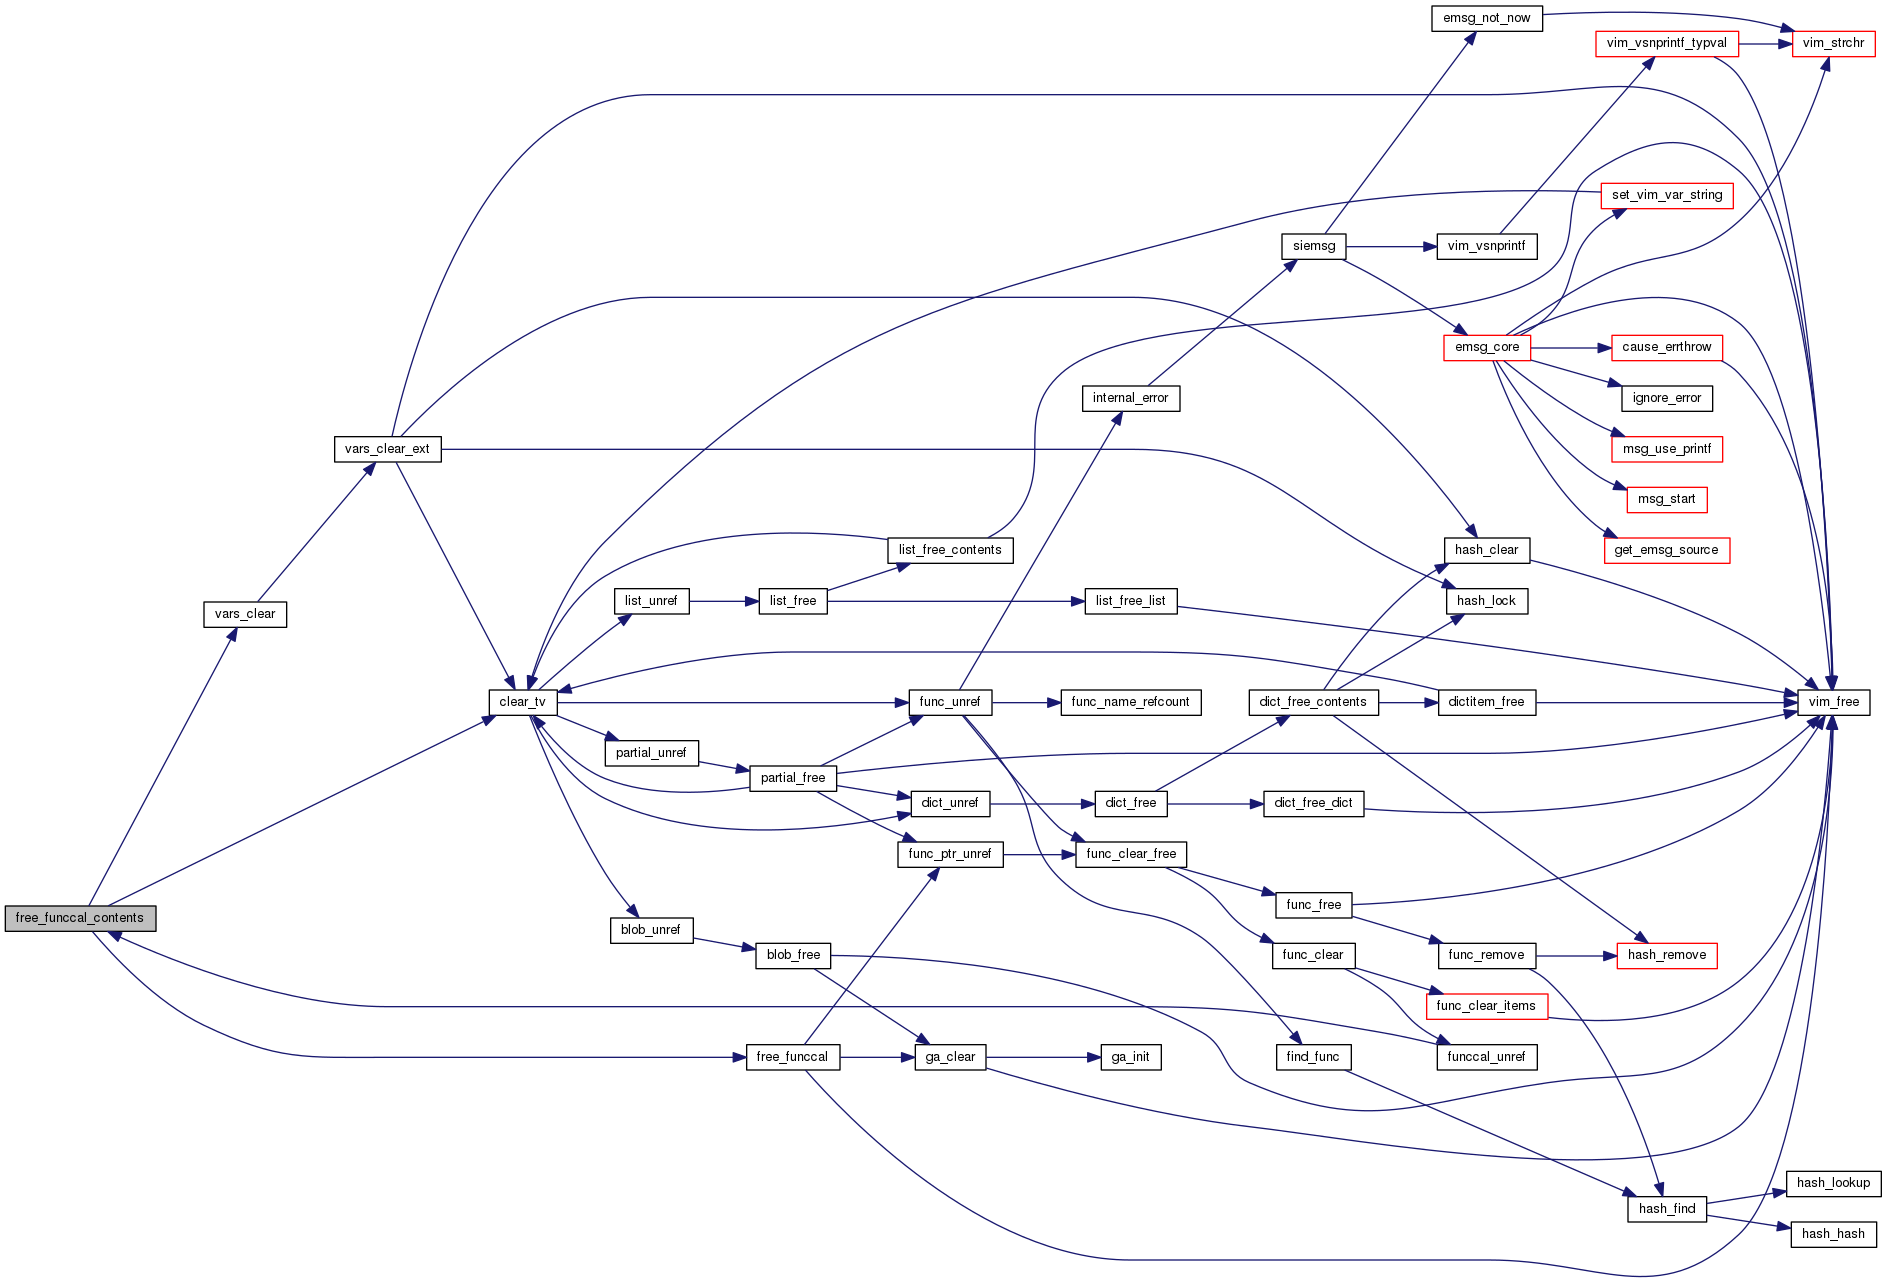 emsg_not_now
vim_vsnprintf_typval
vim_strchr
set_vim_var_string
siemsg
vim_vsnprintf
emsg_core
cause_errthrow
internal_error
ignore_error
vars_clear_ext
msg_use_printf
msg_start
list_free_contents
hash_clear
get_emsg_source
vars_clear
list_unref
list_free
list_free_list
hash_lock
clear_tv
func_unref
func_name_refcount
dict_free_contents
dictitem_free
vim_free
partial_unref
partial_free
dict_unref
dict_free
dict_free_dict
func_ptr_unref
func_clear_free
free_funccal_contents
func_free
blob_unref
blob_free
func_clear
func_remove
hash_remove
func_clear_items
free_funccal
ga_clear
ga_init
find_func
funccal_unref
hash_lookup
hash_find
hash_hash